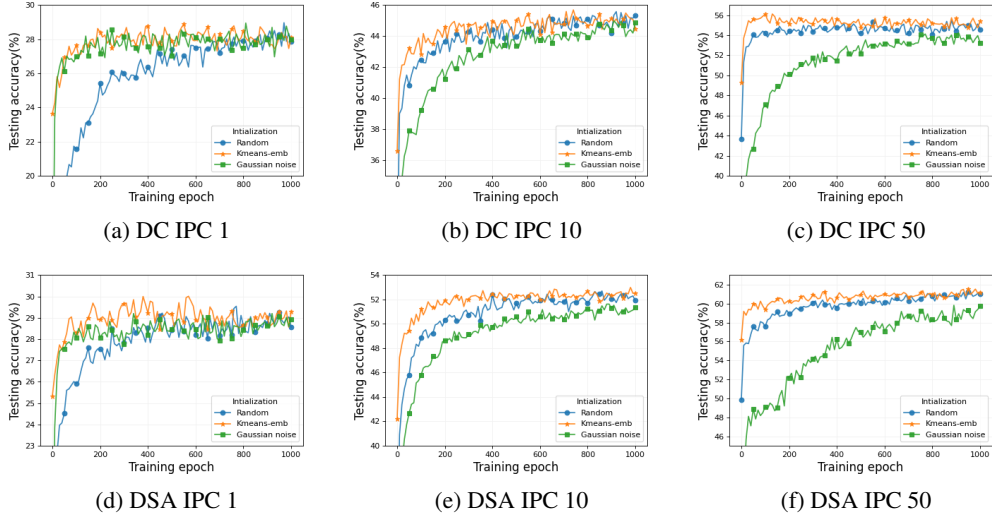 30
28
26
24
22
20
Testing accuracy(%)
Intialization
Random
Kmeans-emb
Gaussian noise
0 200 400 600 800 1000
Training epoch
(a) DC IPC 1
46
44
42
40
38
36
Testing accuracy(%)
Intialization
Random
Kmeans-emb
Gaussian noise
0 200 400 600 800 1000
Training epoch
(b) DC IPC 10
56
54
52
50
48
46
44
42
40
Testing accuracy(%)
Intialization
Random
Kmeans-emb
Gaussian noise
0 200 400 600 800 1000
Training epoch
(c) DC IPC 50
31
30
29
28
27
26
25
24
23
Testing accuracy(%)
Intialization
Random
Kmeans-emb
Gaussian noise
0 200 400 600 800 1000
Training epoch
(d) DSA IPC 1
54
52
50
48
46
44
42
40
Testing accuracy(%)
Intialization
Random
Kmeans-emb
Gaussian noise
0 200 400 600 800 1000
Training epoch
(e) DSA IPC 10
62
60
58
56
54
52
50
48
46
Testing accuracy(%)
Intialization
Random
Kmeans-emb
Gaussian noise
0 200 400 600 800 1000
Training epoch
(f) DSA IPC 50